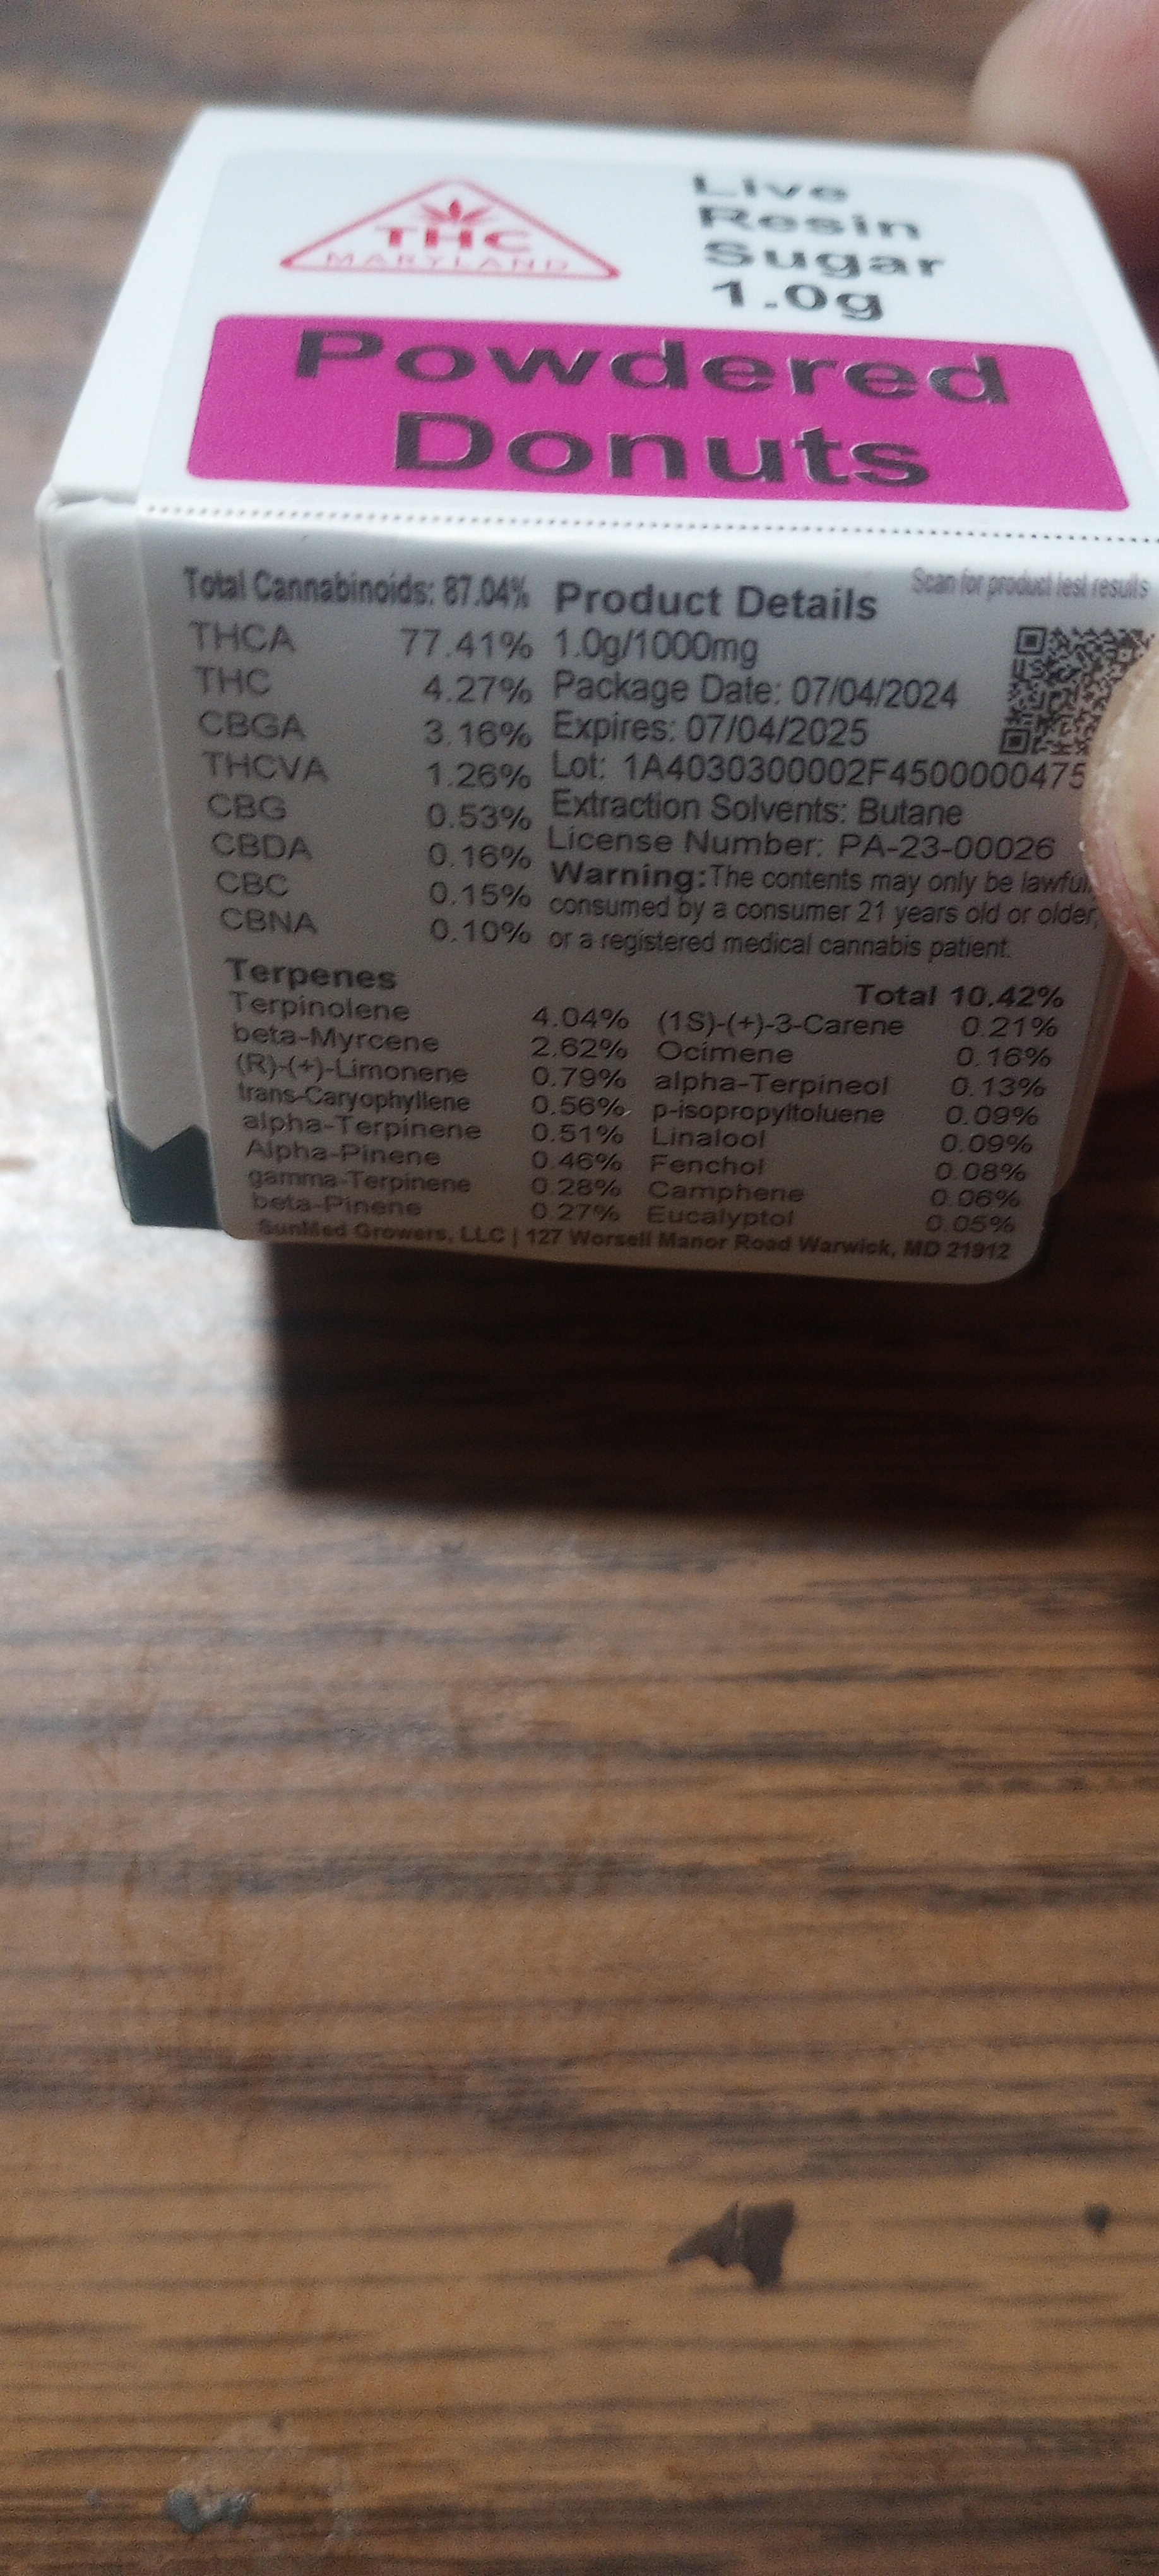 THC
MARYLAND
Live
Resin
Sugar
1.0g
Powdered
Donuts
Total Cannabinoids: 87.04%
THCA 77.41%
THC 4.27%
CBGA 3.16%
THCVA 1.26%
CBG 0.53%
CBDA 0.16%
CBC 0.15%
CBNA 0.10%
Product Details
1.0g/1000mg
Package Date: 07/04/2024
Expires: 07/04/2025
Lot: 1A4030300002F4500000475
Extraction Solvents: Butane
License Number: PA-23-00026
Warning: The contents may only be
consumed by a consumer 21 years old or older,
or a registered medical cannabis patient.
Scan for product test results
Terpenes
Total 10.42%
Terpinolene 4.04%
beta-Myrcene 2.62%
(R)-(+)-Limonene 0.79%
trans-Caryophyllene 0.56%
alpha-Terpinene 0.51%
Alpha-Pinene 0.46%
gamma-Terpinene 0.28%
beta-Pinene 0.27%
(1S)-(+)-3-Carene 0.21%
Ocimene 0.16%
alpha-Terpineol 0.13%
p-isopropyltoluene 0.09%
Linalool 0.09%
Fenchol 0.08%
Camphene 0.06%
Eucalyptol 0.05%
SunMed Growers, LLC | 127 Worsell Manor Road Warwick, MD 21912